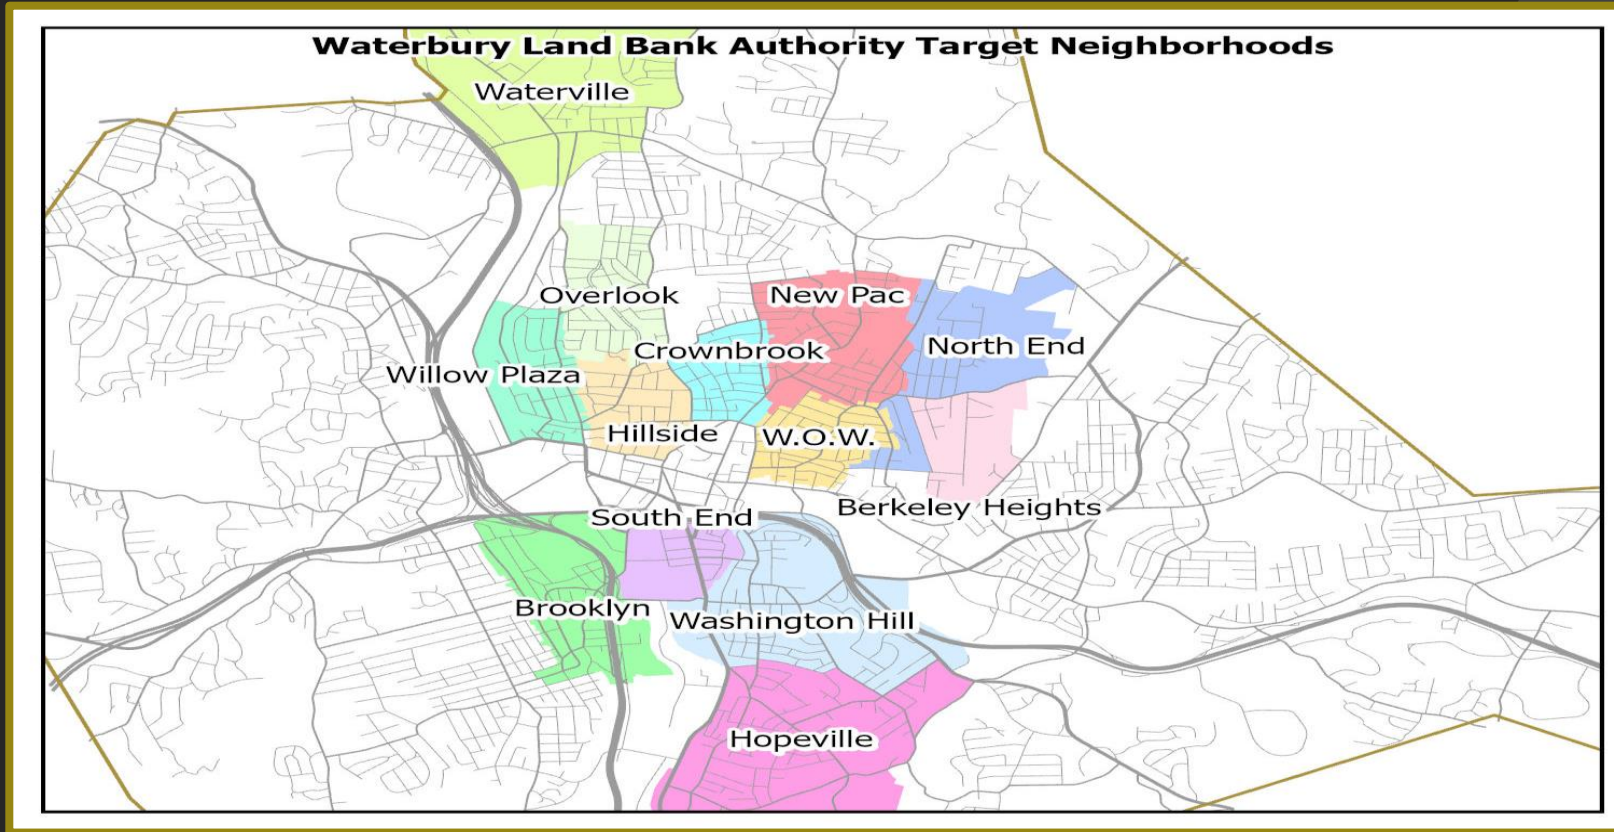 Waterbury Land Bank Authority Target Neighborhoods
Waterville
Overlook
New Pac
Crownbrook
North End
Willow Plaza
Hillside
W.O.W.
Berkeley Heights
South End
Brooklyn
Washington Hill
Hopeville